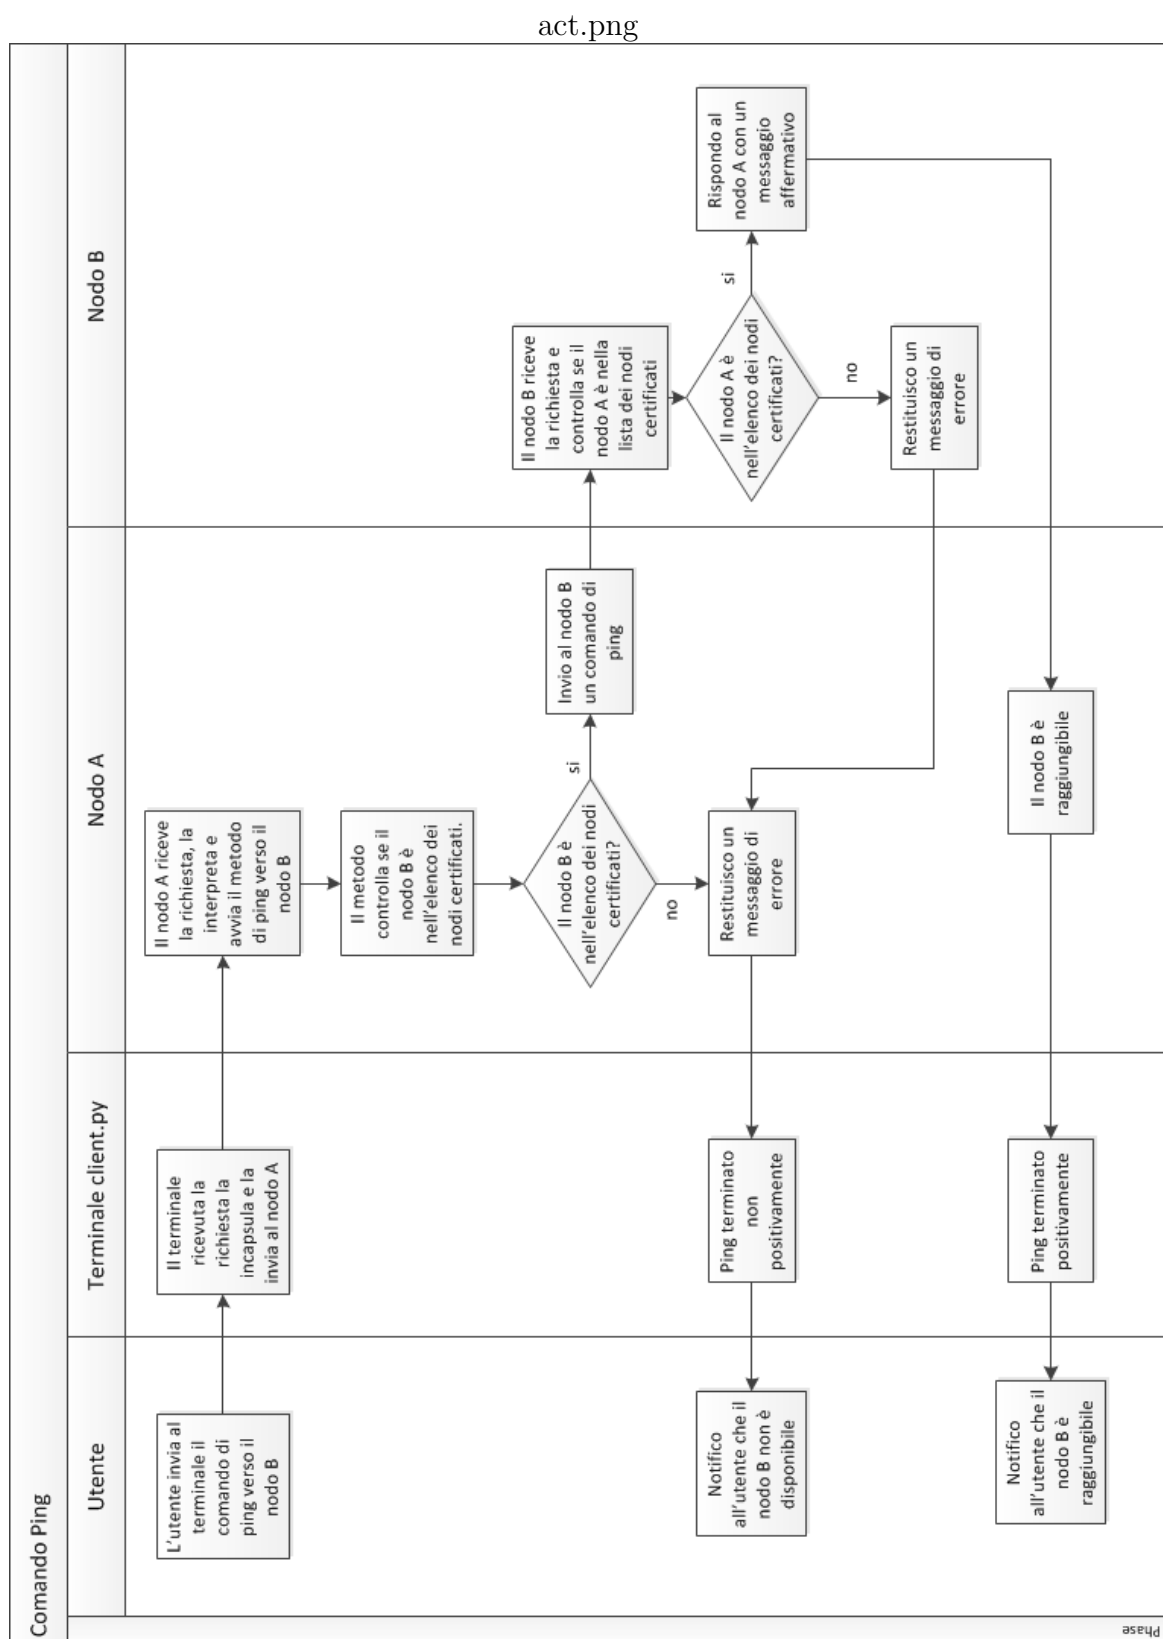 act.png
Comando Ping
Utente
Terminale client.py
Nodo A
Nodo B
L'utente invia al
terminale il
comando di
ping verso il
nodo B
Il terminale
ricevuta la
richiesta la
incapsula e la
invia al nodo A
Il nodo A riceve
la richiesta, la
interpreta e
avvia il metodo
di ping verso il
nodo B
Il metodo
controlla se il
nodo B è
nell'elenco dei
nodi certificati.
Il nodo B è
nell'elenco dei nodi
certificati?
si
no
Invio al nodo B
un comando di
ping
Il nodo B riceve
la richiesta e
controlla se il
nodo A è nella
lista dei nodi
certificati
Il nodo A è
nell'elenco dei nodi
certificati?
si
no
Rispondo al
nodo A con un
messaggio
affermativo
Restituisco un
messaggio di
errore
Restituisco un
messaggio di
errore
Ping terminato
non
positivamente
Notifico
all'utente che il
nodo B non è
disponibile
Il nodo B è
raggiungibile
Ping terminato
positivamente
Notifico
all'utente che il
nodo B è
raggiungibile
Phase